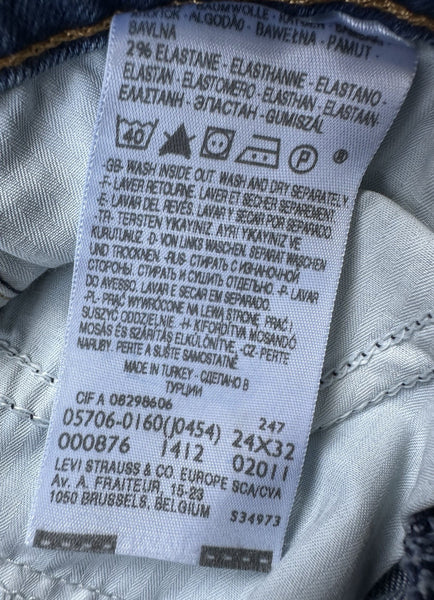 BAVLNA
2% ELASTANE - ELASTHANNE - ELASTANO -
ELASTÁN - ELASTOMERO - ELASTHAN - ELASTAAN -
ΕΛΑΣΤΑΝΗ - ЭЛАСТАН - GUMISZÁL
40 P ®
-GB- WASH INSIDE OUT. WASH AND DRY SEPARATELY
-F- LAVER RETOURNE. LAVER ET SECHER SEPAREMENT.
-E- LAVAR DEL REVÉS. LAVAR Y SECAR POR SEPARADO.
-TR- TERSTEN YIKAYINIZ. AYRI YIKAYINIZ VE
KURUTUNUZ. -D- VON LINKS WASCHEN. SEPARAT WASCHEN
UND TROCKNEN. -RUS- СТИРАТЬ С ИЗНАНОЧНОЙ
СТОРОНЫ. СТИРАТЬ И СУШИТЬ ОТДЕЛЬНО. -P- LAVAR
DO AVESSO. LAVAR E SECAR EM SEPARADO.
-PL- PRAĆ WYWRÓCONE NA LEWĄ STRONĘ, PRAĆ I
SUSZYĆ ODDZIELNIE. -H- KIFORDÍTVA MOSANDÓ
MOSÁS ÉS SZÁRÍTÁS ELKÜLÖNÍTVE. -CZ- PERTE
NARUBY. PERTE A SUŠTE SAMOSTATNĚ.
MADE IN TURKEY - СДЕЛАНО В
ТУРЦИИ
CIF A 08298606
247
05706-0160(J0454) 24X32
000876 1412 02011
LEVI STRAUSS & CO. EUROPE SCA/CVA
Av. A. FRAITEUR, 15-23
1050 BRUSSELS, BELGIUM
S34973